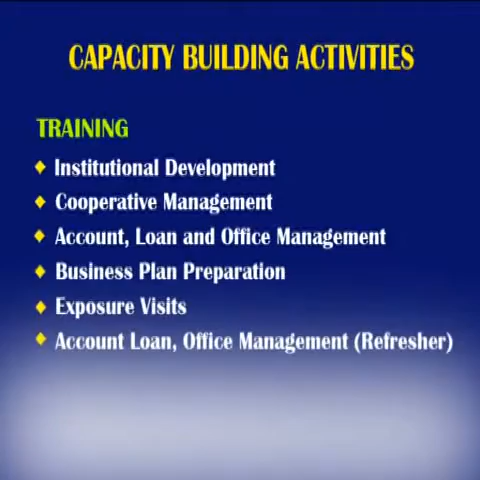 CAPACITY BUILDING ACTIVITIES
TRAINING
Institutional Development
Cooperative Management
Account, Loan and Office Management
Business Plan Preparation
Exposure Visits
Account Loan, Office Management (Refresher)